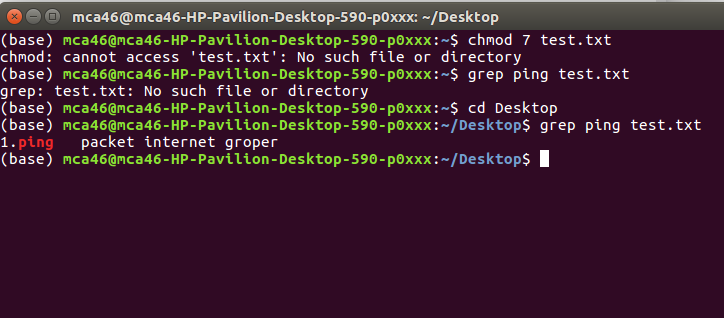 mca46@mca46-HP-Pavilion-Desktop-590-p0xxx: ~/Desktop
(base) mca46@mca46-HP-Pavilion-Desktop-590-p0xxx:~$ chmod 7 test.txt
chmod: cannot access 'test.txt': No such file or directory
(base) mca46@mca46-HP-Pavilion-Desktop-590-p0xxx:~$ grep ping test.txt
grep: test.txt: No such file or directory
(base) mca46@mca46-HP-Pavilion-Desktop-590-p0xxx:~$ cd Desktop
(base) mca46@mca46-HP-Pavilion-Desktop-590-p0xxx:~/Desktop$ grep ping test.txt
1.ping   packet internet groper
(base) mca46@mca46-HP-Pavilion-Desktop-590-p0xxx:~/Desktop$